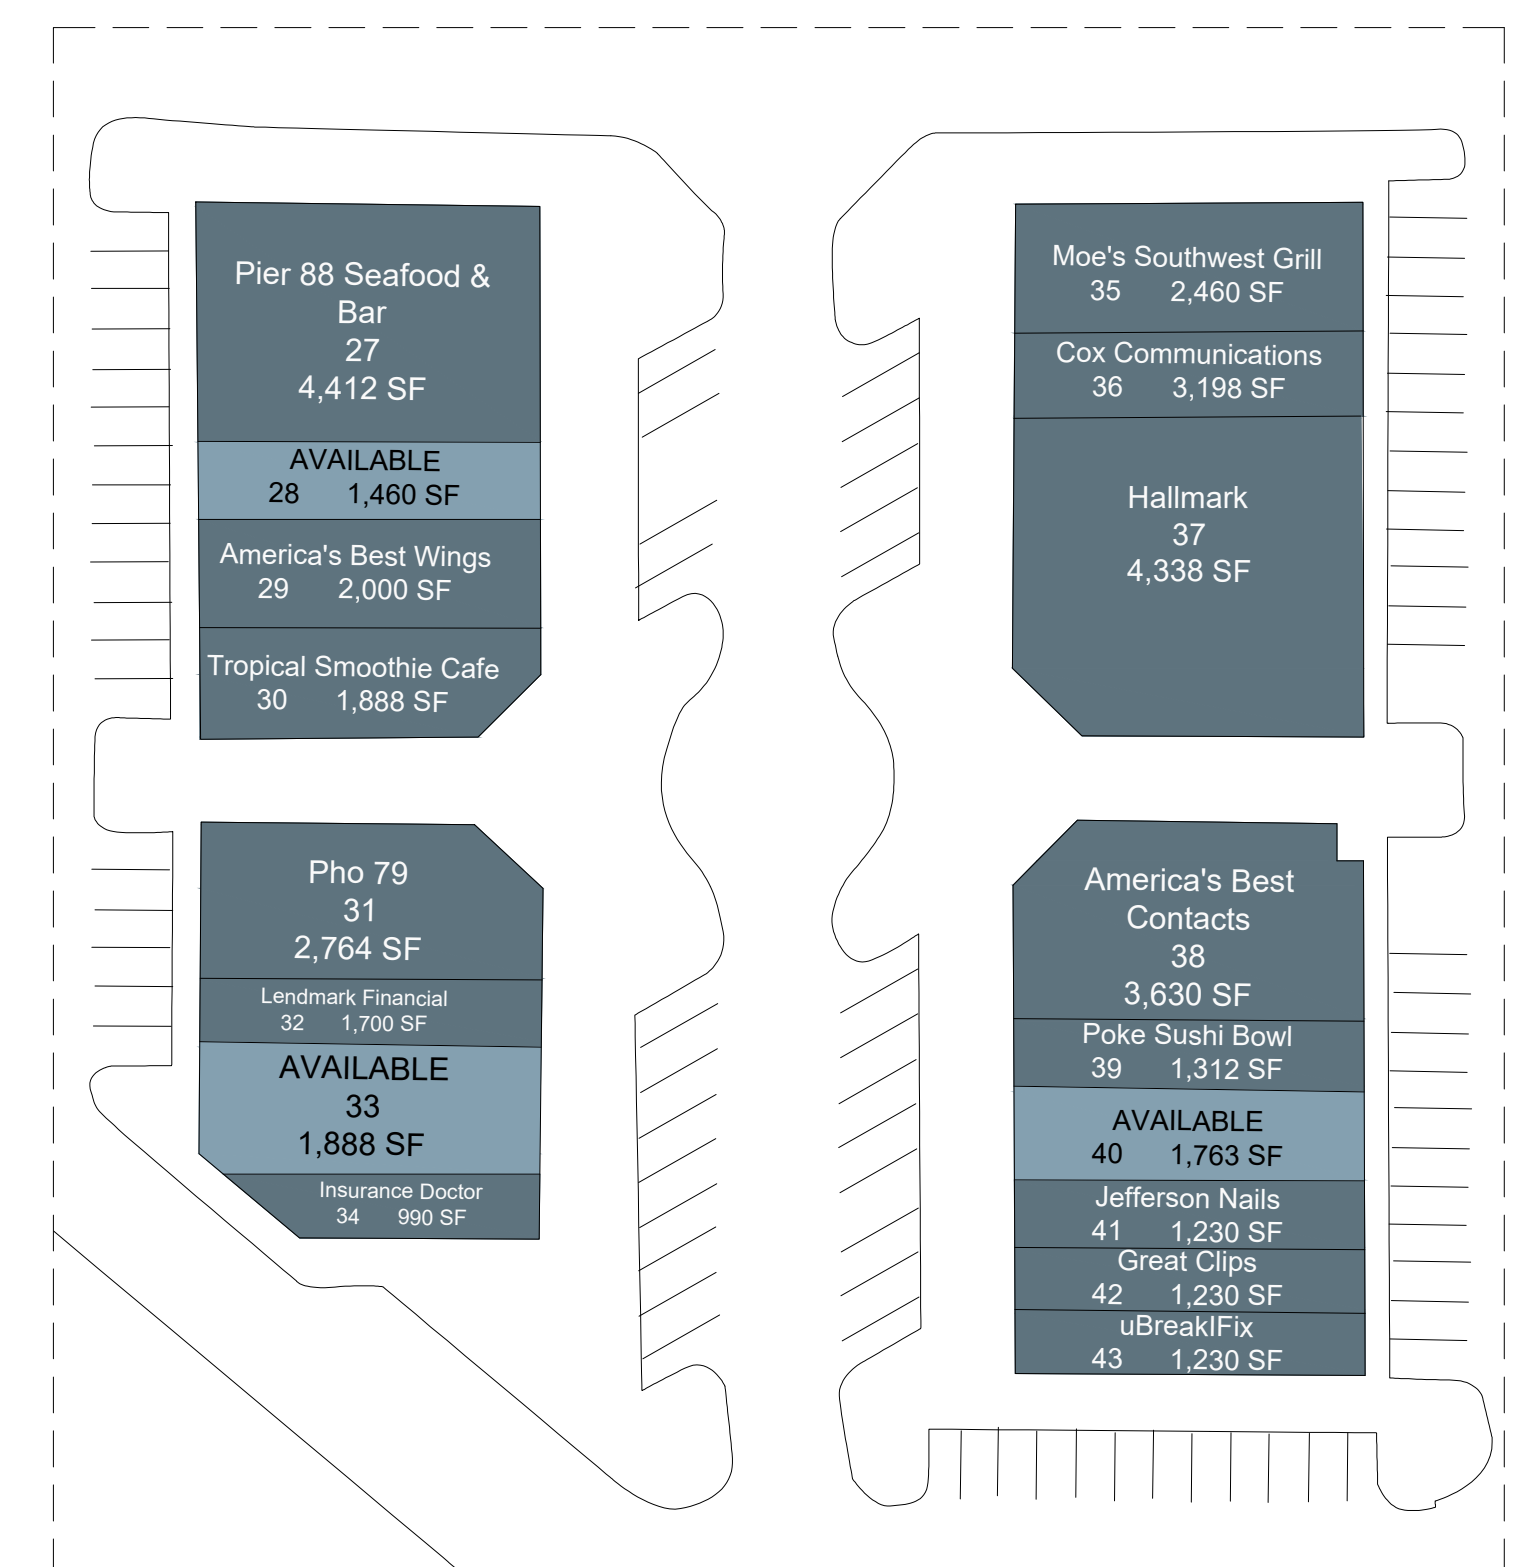 Pier 88 Seafood &
Bar
27
4,412 SF
AVAILABLE
28 1,460 SF
America's Best Wings
29 2,000 SF
Tropical Smoothie Cafe
30 1,888 SF
Pho 79
31
2,764 SF
Lendmark Financial
32 1,700 SF
AVAILABLE
33
1,888 SF
Insurance Doctor
34 990 SF
Moe's Southwest Grill
35 2,460 SF
Cox Communications
36 3,198 SF
Hallmark
37
4,338 SF
America's Best
Contacts
38
3,630 SF
Poke Sushi Bowl
39 1,312 SF
AVAILABLE
40 1,763 SF
Jefferson Nails
41 1,230 SF
Great Clips
42 1,230 SF
uBreakIFix
43 1,230 SF